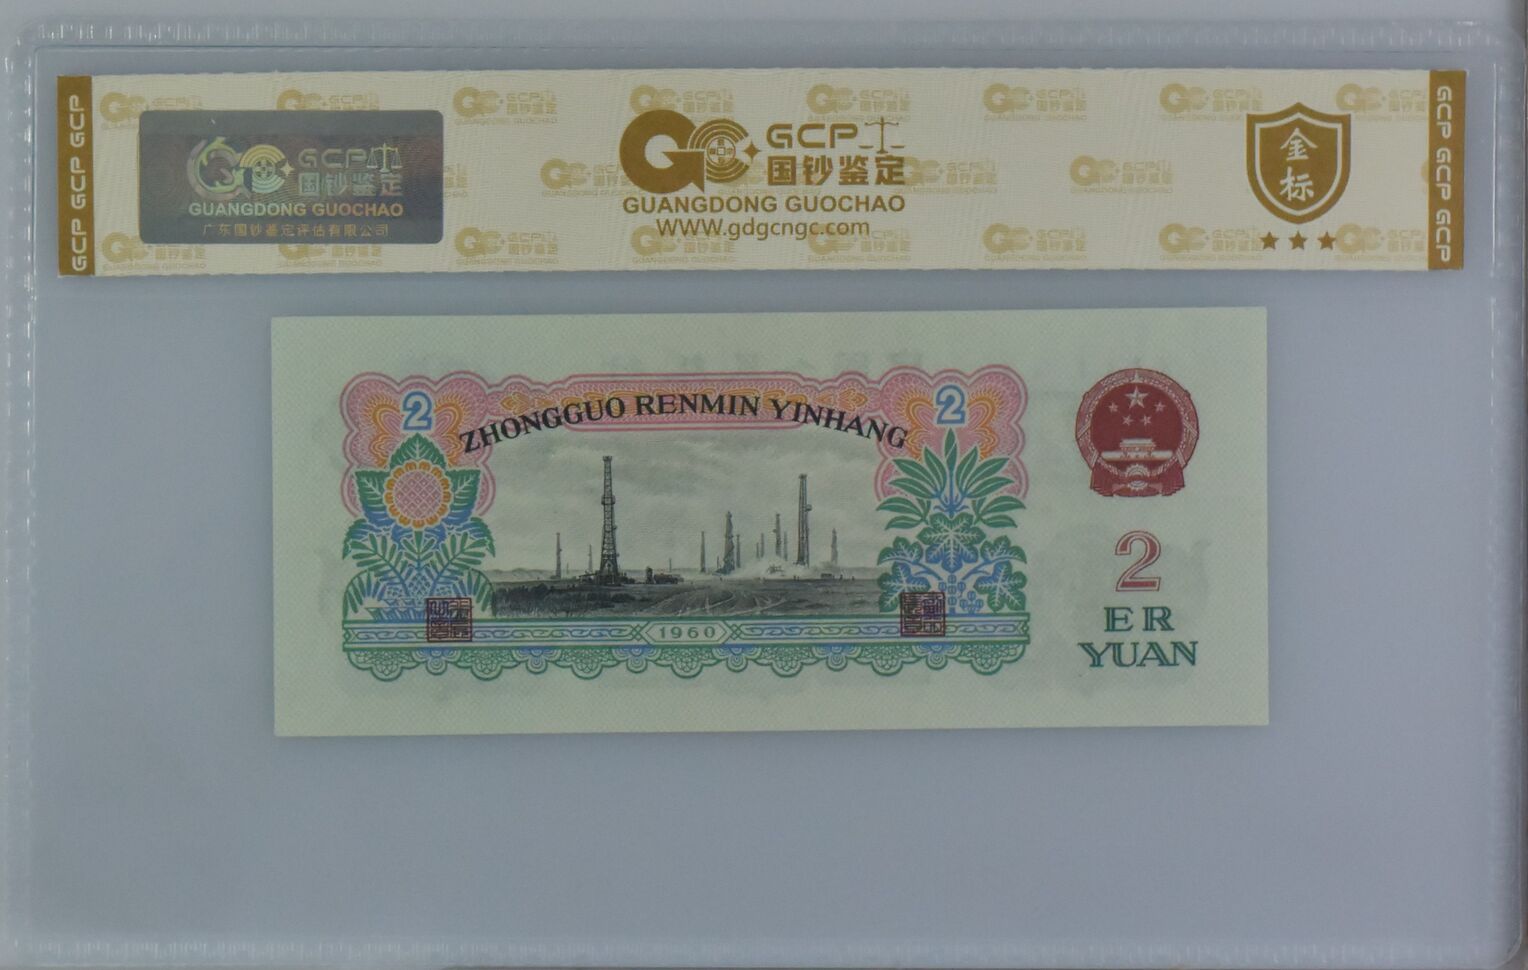 GCP GCP GCP
GCP
国钞鉴定
GUANGDONG GUOCHAO
广东国钞鉴定评估有限公司
GCP
国钞鉴定
GUANGDONG GUOCHAO
WWW.gdgcngc.com
金标
GCP GCP GCP
2
ZHONGGUO RENMIN YINHANG
2
1960
2
ER
YUAN